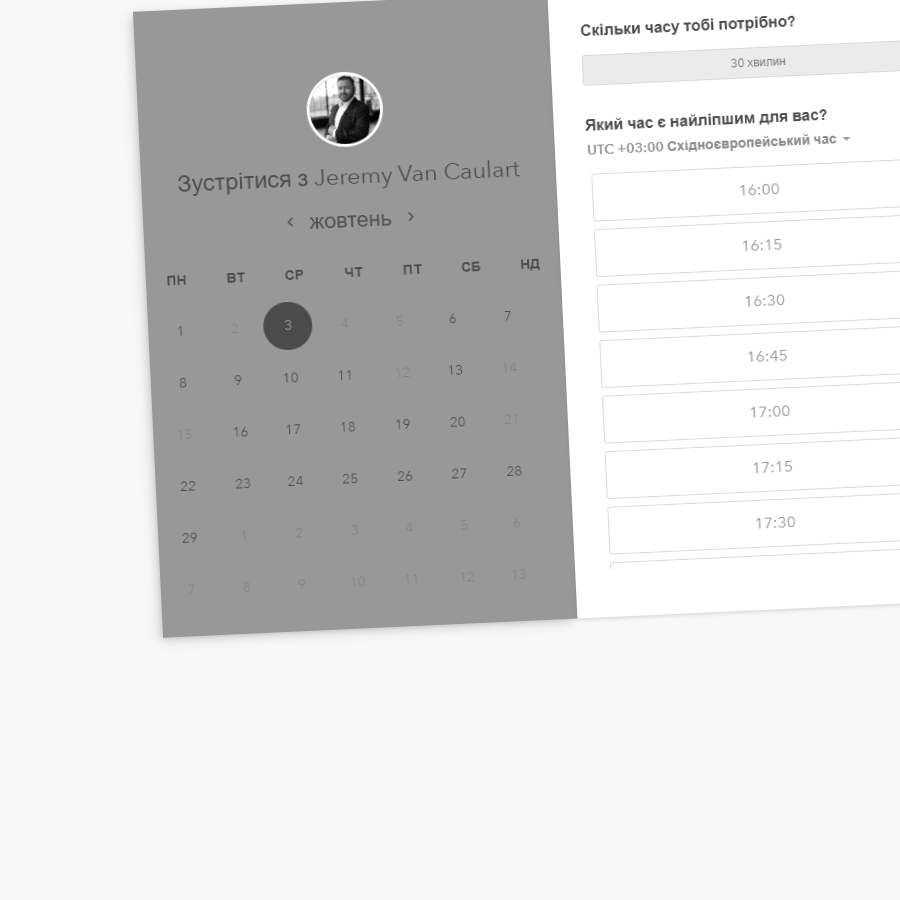 Зустрітися з Jeremy Van Caulart
‹ жовтень ›
ПН ВТ СР ЧТ ПТ СБ НД
1 2 3 4 5 6 7
8 9 10 11 12 13 14
15 16 17 18 19 20 21
22 23 24 25 26 27 28
29 1 2 3 4 5 6
7 8 9 10 11 12 13
Скільки часу тобі потрібно?
30 хвилин
Який час є найліпшим для вас?
UTC +03:00 Східноєвропейський час
16:00
16:15
16:30
16:45
17:00
17:15
17:30